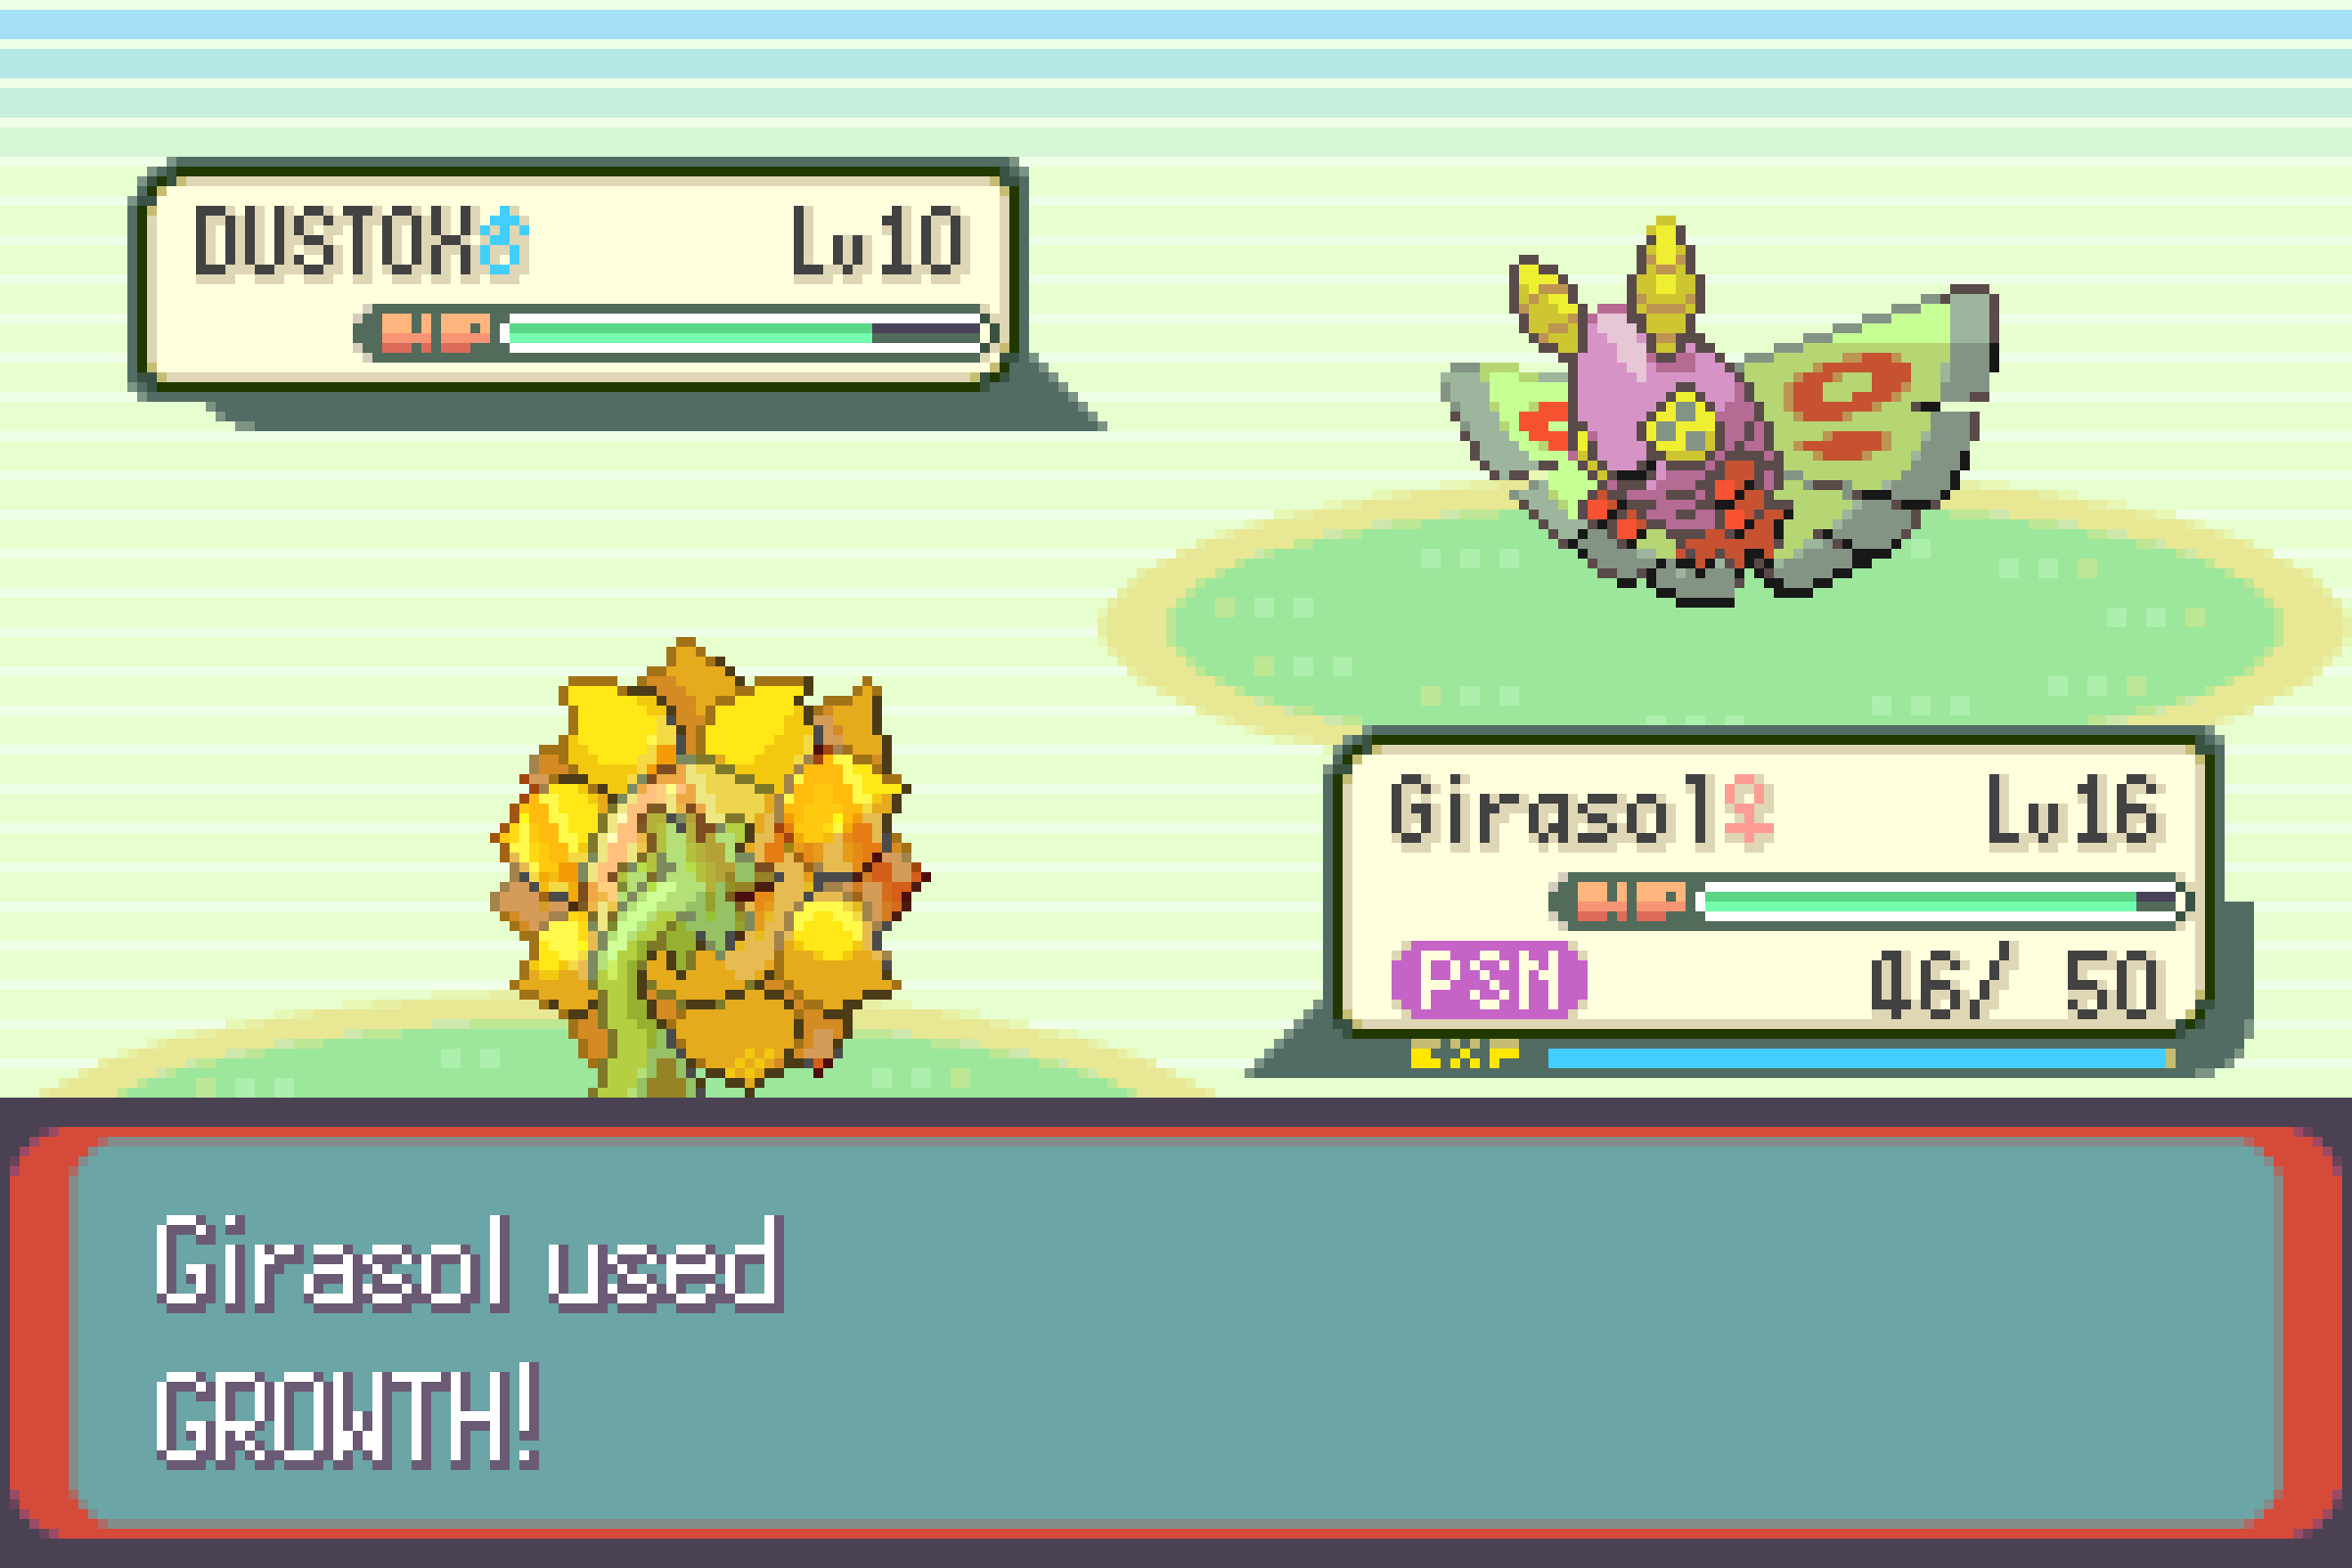 DUSTOX♂ Lv10
HP
Girasol♀ Lv16
HP
PSN 46/ 50
EXP
Girasol used
GROWTH!